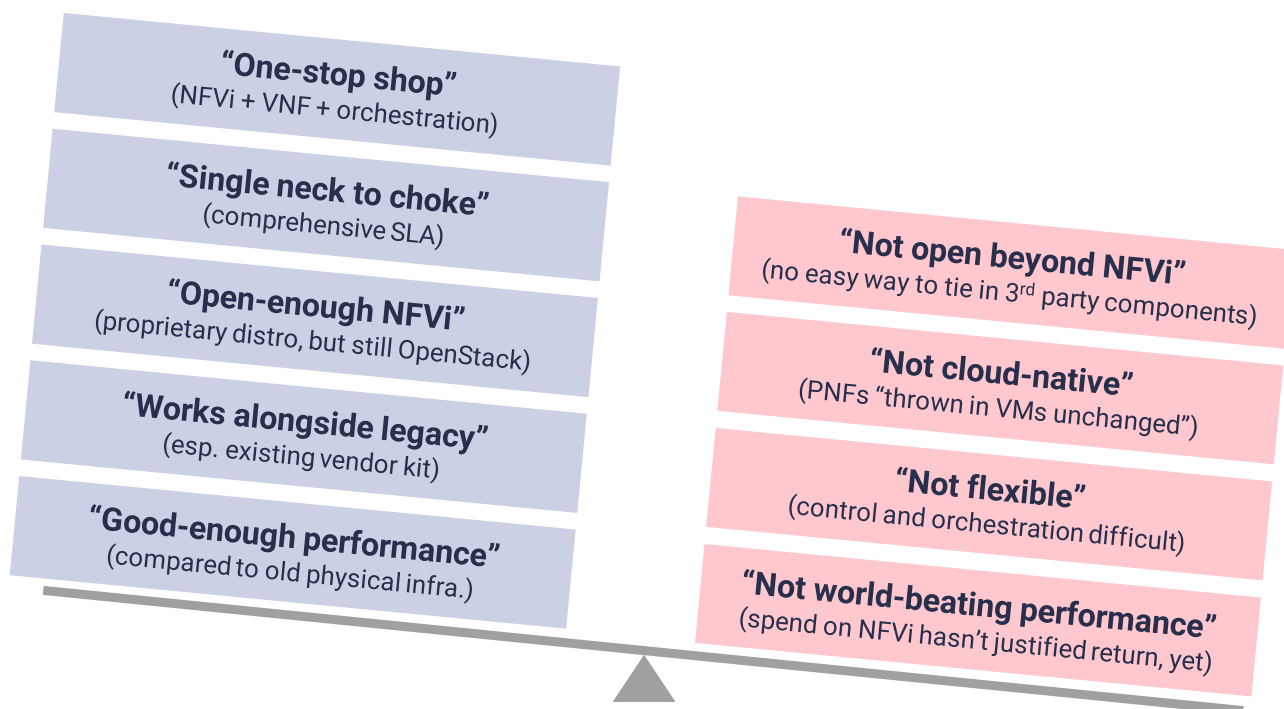 “One-stop shop”
(NFVi + VNF + orchestration)
“Single neck to choke”
(comprehensive SLA)
“Open-enough NFVi”
(proprietary distro, but still OpenStack)
“Works alongside legacy”
(esp. existing vendor kit)
“Good-enough performance”
(compared to old physical infra.)
“Not open beyond NFVi”
(no easy way to tie in 3rd party components)
“Not cloud-native”
(PNFs “thrown in VMs unchanged”)
“Not flexible”
(control and orchestration difficult)
“Not world-beating performance”
(spend on NFVi hasn’t justified return, yet)